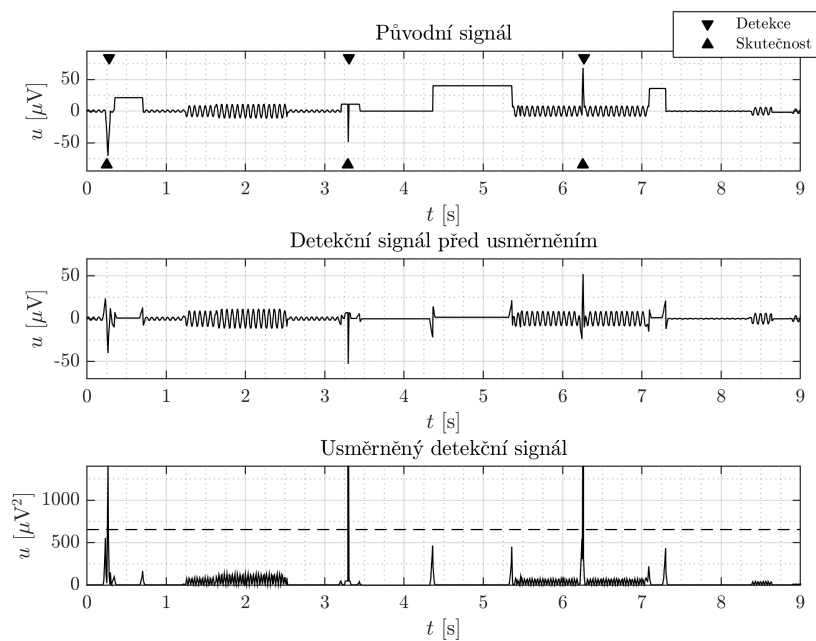 Původní signál
Detekce
Skutečnost
50
0
-50
u [µV]
0 1 2 3 4 5 6 7 8 9
t [s]
Detekční signál před usměrněním
50
0
-50
u [µV]
0 1 2 3 4 5 6 7 8 9
t [s]
Usměrněný detekční signál
1000
500
0
u [µV²]
0 1 2 3 4 5 6 7 8 9
t [s]